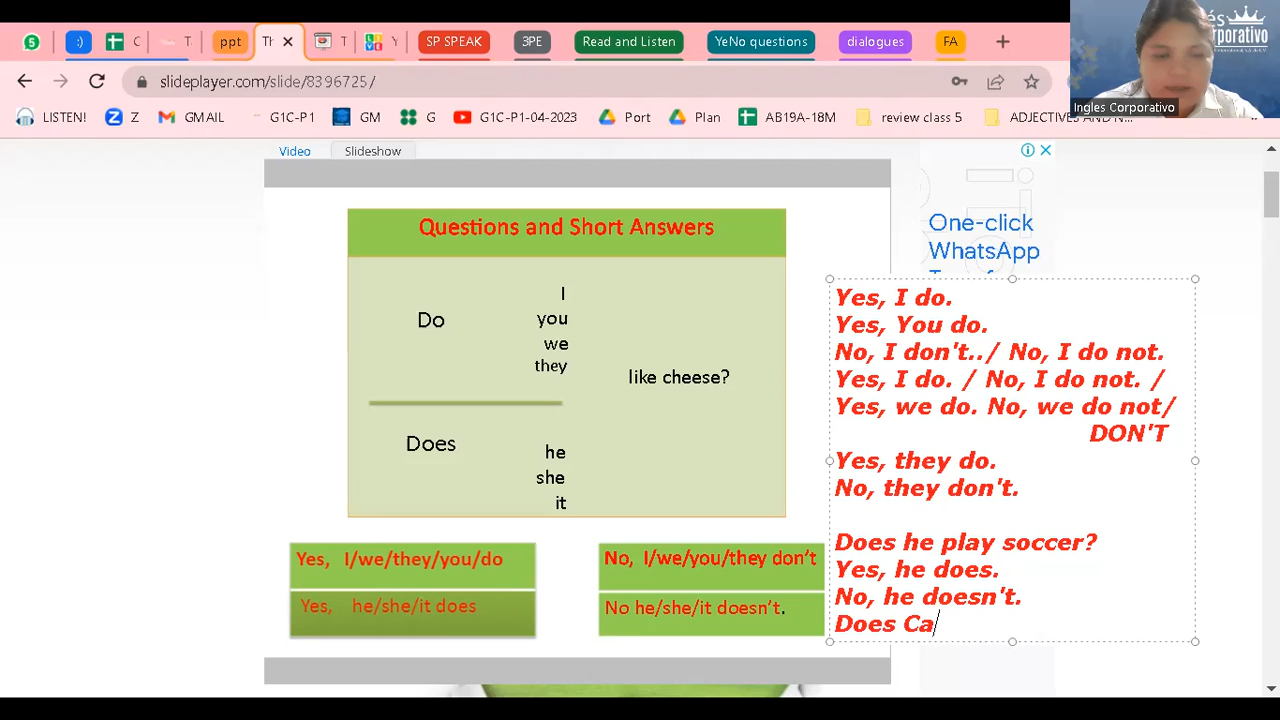 :)
C
T
ppt
Th
T
Y
SP SPEAK
3PE
Read and Listen
YeNo questions
dialogues
FA
slideplayer.com/slide/8396725/
LISTEN!
Z
GMAIL
G1C-P1
GM
G
G1C-P1-04-2023
Port
Plan
AB19A-18M
review class 5
ADJECTIVES AND N...
Ingles Corporativo
Video
Slideshow
Questions and Short Answers
Do
I
you
we
they
like cheese?
Does
he
she
it
Yes, I/we/they/you/do
Yes, he/she/it does
No, I/we/you/they don't
No he/she/it doesn't.
One-click
WhatsApp
Yes, I do.
Yes, You do.
No, I don't../ No, I do not.
Yes, I do. / No, I do not. /
Yes, we do. No, we do not/
DON'T
Yes, they do.
No, they don't.
Does he play soccer?
Yes, he does.
No, he doesn't.
Does Ca